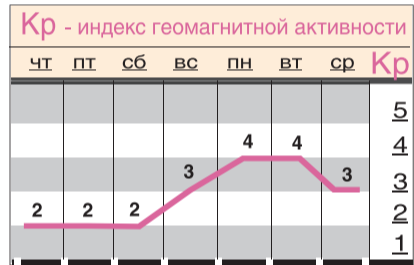 Кр - индекс геомагнитной активности
чт пт сб вс пн вт ср Кр
5
4 4 4
3 3 3
2 2 2 2
1